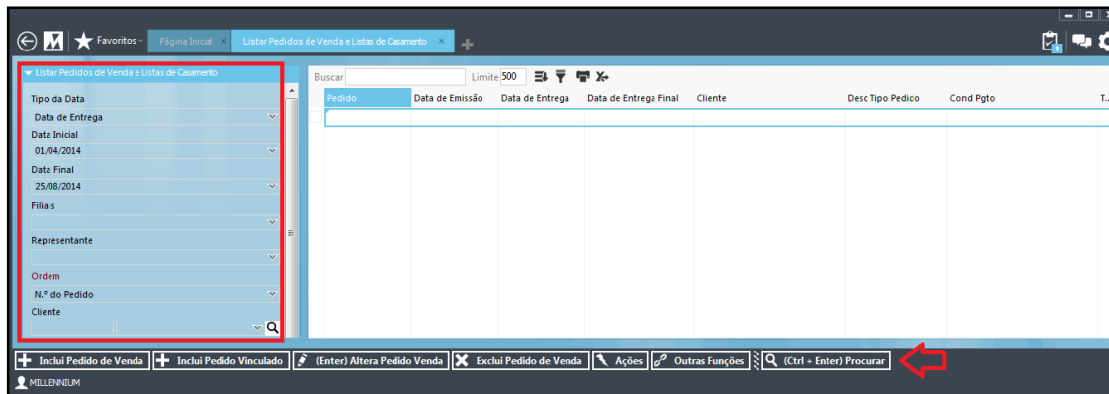 Favoritos
Página Inicial
Listar Pedidos de Venda e Listas de Casamento
Listar Pedidos de Venda e Listas de Casamento
Tipo da Data
Data de Entrega
Data Inicial
01/04/2014
Data Final
25/08/2014
Filiais
Representante
Ordem
N.º do Pedido
Cliente
Buscar
Limite 500
Pedido Data de Emissão Data de Entrega Data de Entrega Final Cliente Desc Tipo Pedico Cond Pgto T..
Inclui Pedido de Venda Inclui Pedido Vinculado (Enter) Altera Pedido Venda Exclui Pedido de Venda Ações Outras Funções (Ctrl + Enter) Procurar
MILLENNIUM